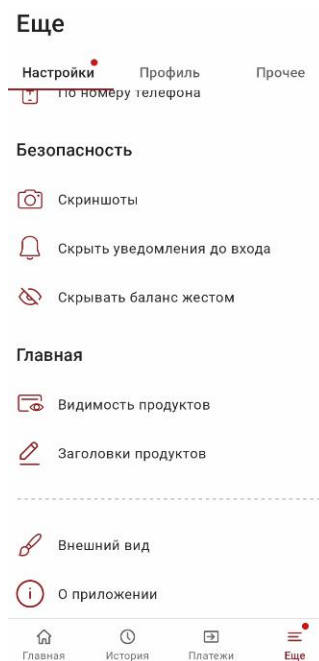 Еще
Настройки Профиль Прочее
По номеру телефона
Безопасность
Скриншоты
Скрыть уведомления до входа
Скрывать баланс жестом
Главная
Видимость продуктов
Заголовки продуктов
Внешний вид
О приложении
Главная История Платежи Еще